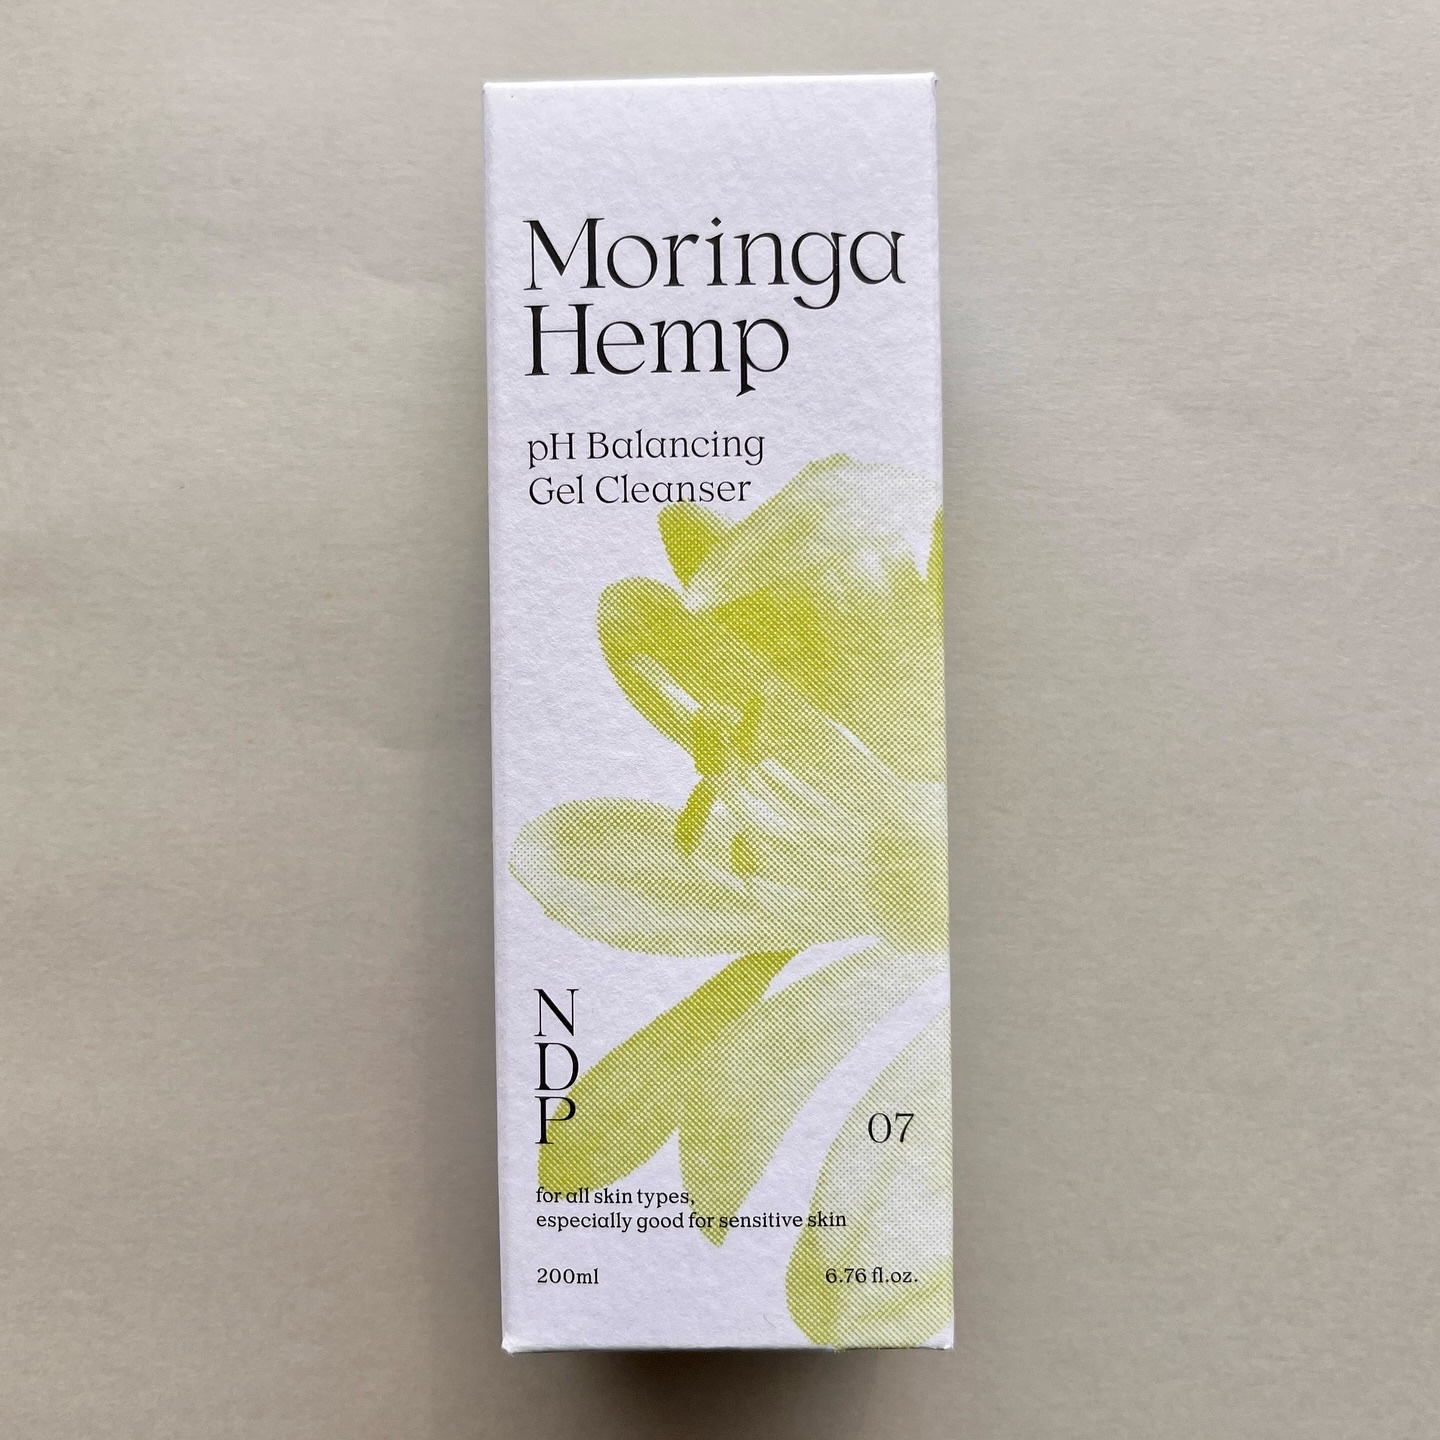 Moringa
Hemp
pH Balancing
Gel Cleanser
N
D
P
07
for all skin types,
especially good for sensitive skin
200ml
6.76 fl.oz.